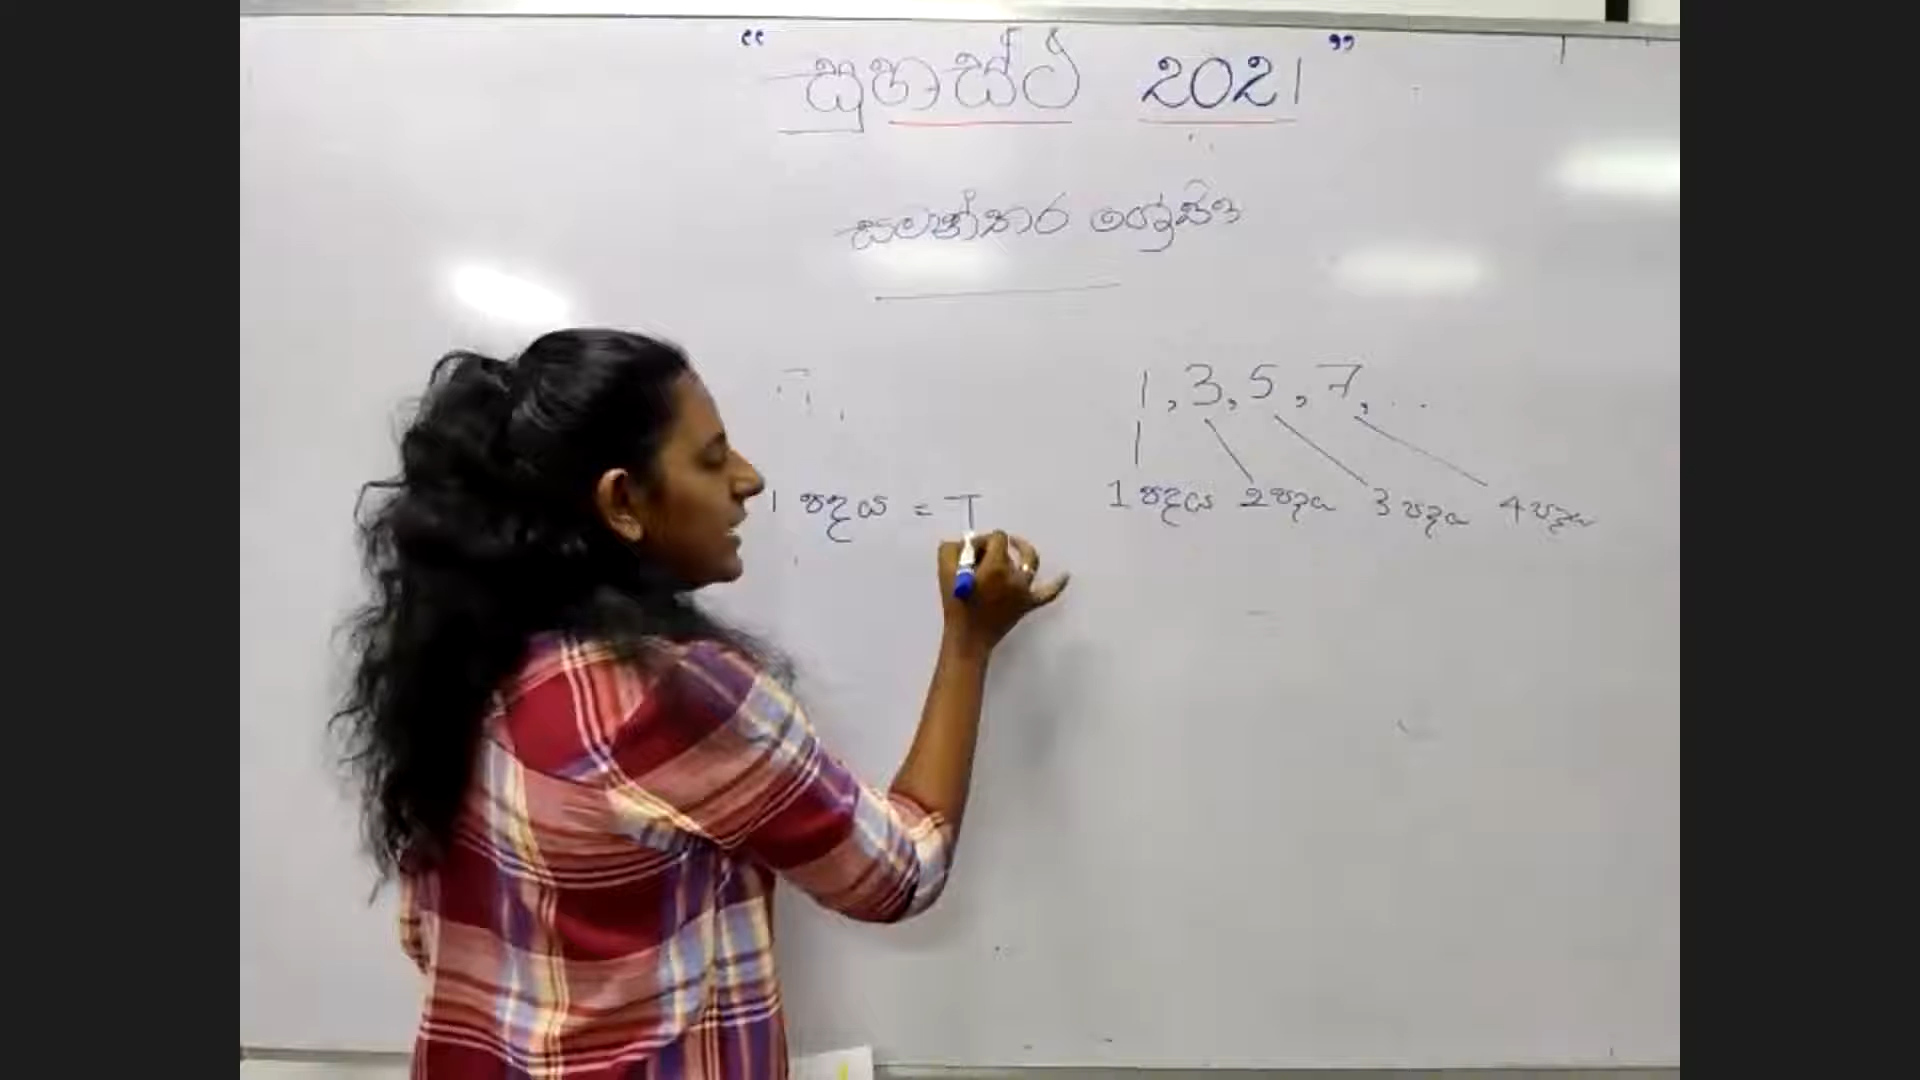 " සුභාස්ට් 2021 "
සමාන්තර ශ්‍රේඪි
1, 3, 5, 7, ...
1 පදය = T
1 පදය 2 පදය 3 පදය 4 පදය